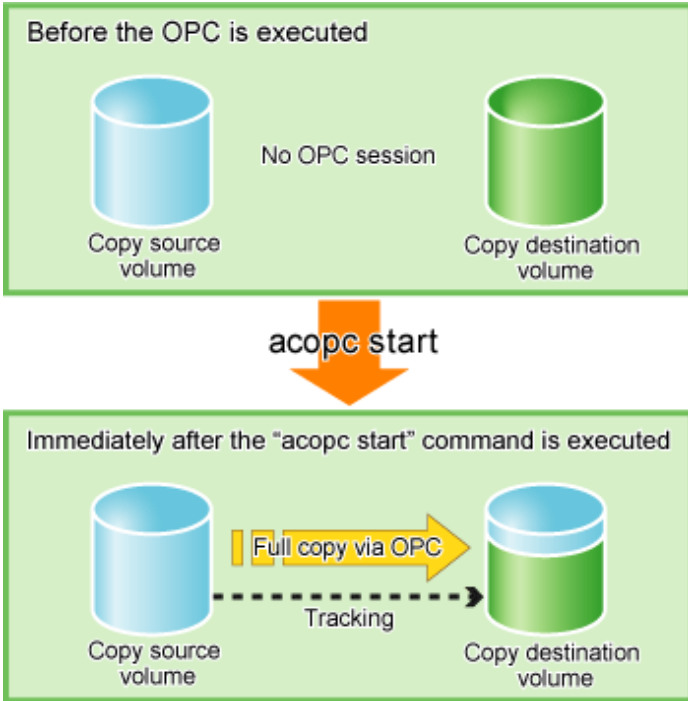 Before the OPC is executed
No OPC session
Copy source
volume
Copy destination
volume
acopc start
Immediately after the “acopc start” command is executed
Full copy via OPC
Tracking
Copy source
volume
Copy destination
volume